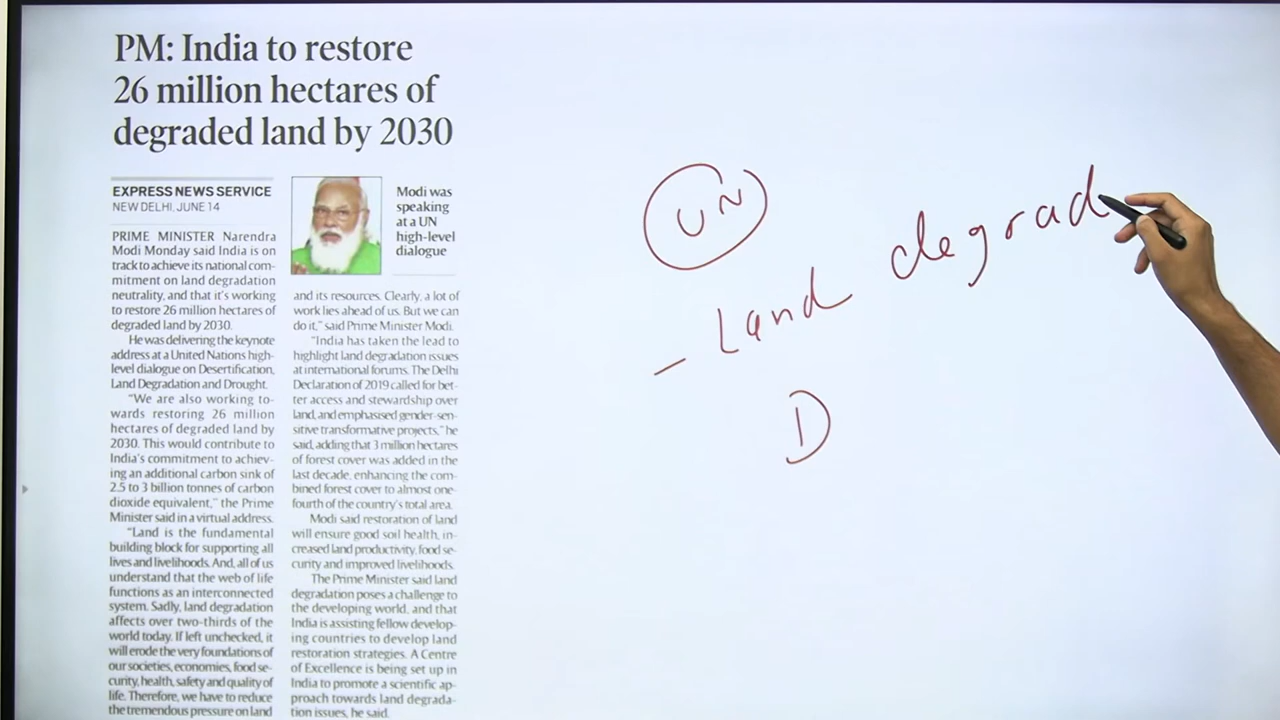 PM: India to restore
26 million hectares of
degraded land by 2030
EXPRESS NEWS SERVICE
NEW DELHI, JUNE 14
PRIME MINISTER Narendra
Modi Monday said India is on
track to achieve its national com-
mitment on land degradation
neutrality, and that it's working
to restore 26 million hectares of
degraded land by 2030.
He was delivering the keynote
address at a United Nations high-
level dialogue on Desertification,
Land Degradation and Drought.
"We are also working to-
wards restoring 26 million
hectares of degraded land by
2030. This would contribute to
India's commitment to achiev-
ing an additional carbon sink of
2.5 to 3 billion tonnes of carbon
dioxide equivalent," the Prime
Minister said in a virtual address.
"Land is the fundamental
building block for supporting all
lives and livelihoods. And, all of us
understand that the web of life
functions as an interconnected
system. Sadly, land degradation
affects over two-thirds of the
world today. If left unchecked, it
will erode the very foundations of
our societies, economies, food se-
curity, health, safety and quality of
life. Therefore, we have to reduce
the tremendous pressure on land
Modi was
speaking
at a UN
high-level
dialogue
and its resources. Clearly, a lot of
work lies ahead of us. But we can
do it," said Prime Minister Modi.
"India has taken the lead to
highlight land degradation issues
at international forums. The Delhi
Declaration of 2019 called for bet-
ter access and stewardship over
land, and emphasised gender-sen-
sitive transformative projects," he
said, adding that 3 million hectares
of forest cover was added in the
last decade, enhancing the com-
bined forest cover to almost one-
fourth of the country's total area.
Modi said restoration of land
will ensure good soil health, in-
creased land productivity, food se-
curity and improved livelihoods.
The Prime Minister said land
degradation poses a challenge to
the developing world, and that
India is assisting fellow develop-
ing countries to develop land
restoration strategies. A Centre
of Excellence is being set up in
India to promote a scientific ap-
proach towards land degrada-
tion issues, he said.
UN
- Land degrad
D